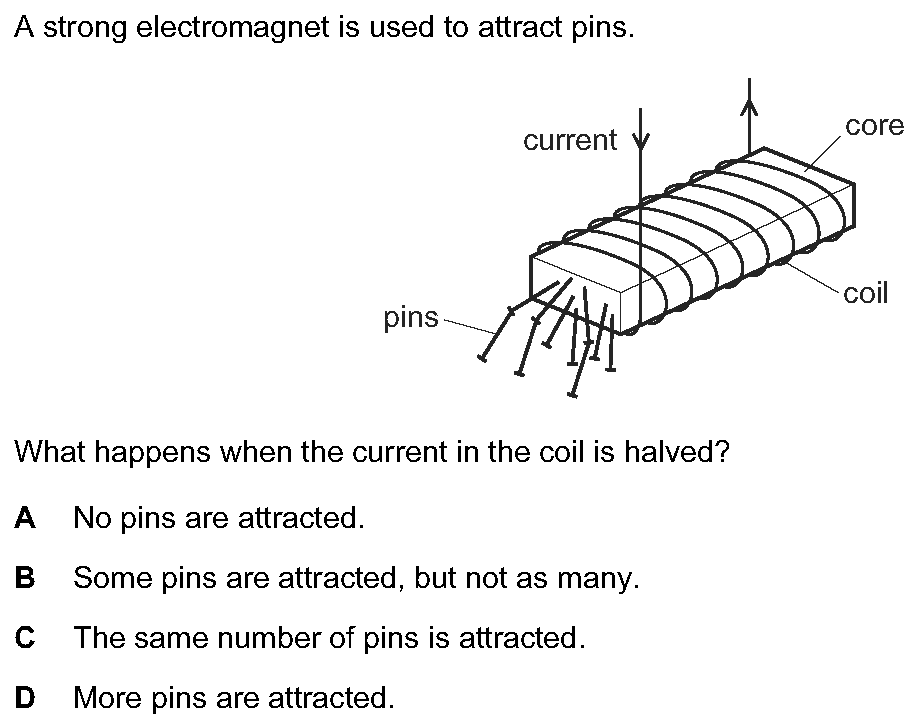 A strong electromagnet is used to attract pins.
current
core
coil
pins
What happens when the current in the coil is halved?
A No pins are attracted.
B Some pins are attracted, but not as many.
C The same number of pins is attracted.
D More pins are attracted.